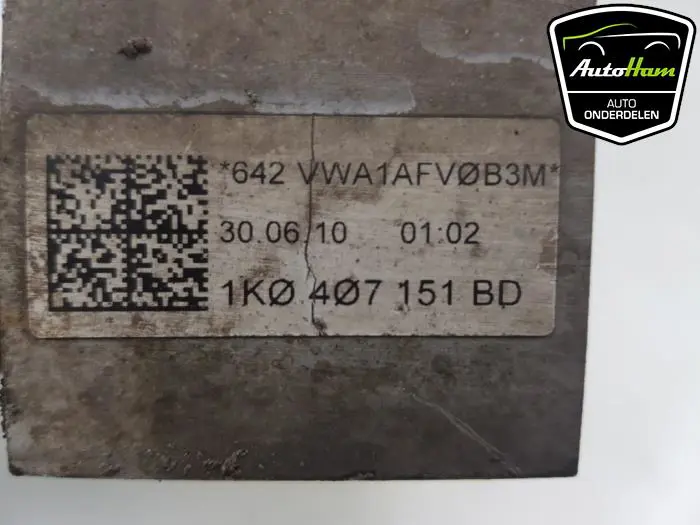 AutoHam
AUTO
ONDERDELEN
*642 VWA1AFVØB3M*
30.06.10 01:02
1KØ 4Ø7 151 BD